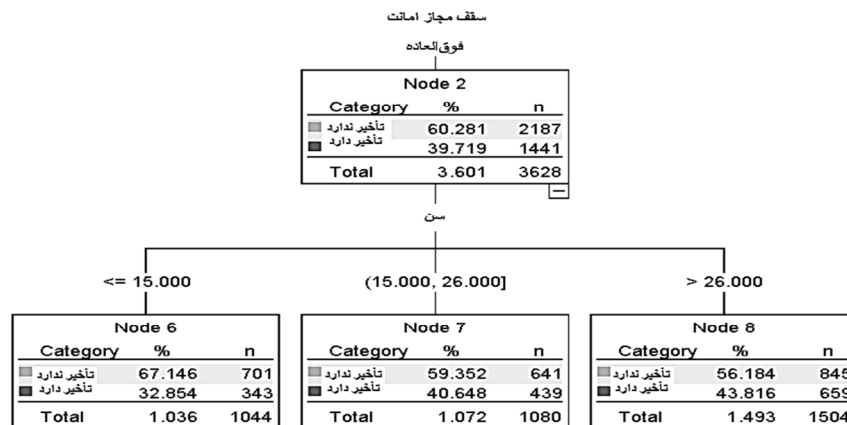 سقف مجاز امانت
فوق‌العاده
Node 2
Category % n
تأخیر ندارد 60.281 2187
تأخیر دارد 39.719 1441
Total 3.601 3628
سن
<= 15.000
(15.000, 26.000]
> 26.000
Node 6
Category % n
تأخیر ندارد 67.146 701
تأخیر دارد 32.854 343
Total 1.036 1044
Node 7
Category % n
تأخیر ندارد 59.352 641
تأخیر دارد 40.648 439
Total 1.072 1080
Node 8
Category % n
تأخیر ندارد 56.184 845
تأخیر دارد 43.816 659
Total 1.493 1504